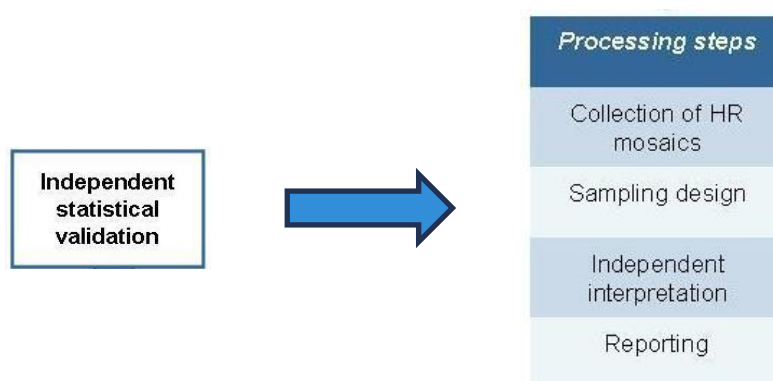 Independent
statistical
validation
Processing steps
Collection of HR
mosaics
Sampling design
Independent
interpretation
Reporting